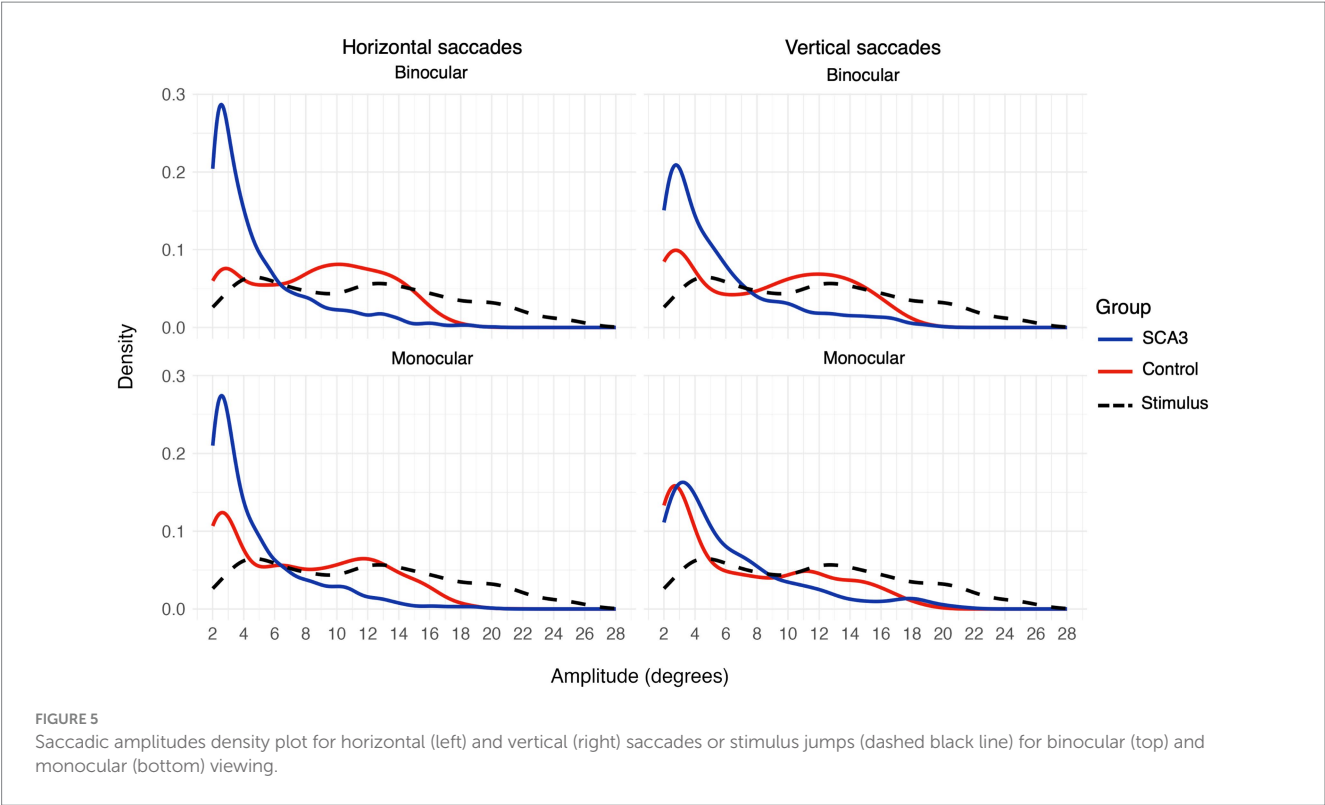 Horizontal saccades
Vertical saccades
Binocular
Binocular
0.3
0.2
0.1
0.0
Monocular
Monocular
0.3
0.2
0.1
0.0
2 4 6 8 10 12 14 16 18 20 22 24 26 28
2 4 6 8 10 12 14 16 18 20 22 24 26 28
Density
Amplitude (degrees)
Group
SCA3
Control
Stimulus
FIGURE 5
Saccadic amplitudes density plot for horizontal (left) and vertical (right) saccades or stimulus jumps (dashed black line) for binocular (top) and
monocular (bottom) viewing.